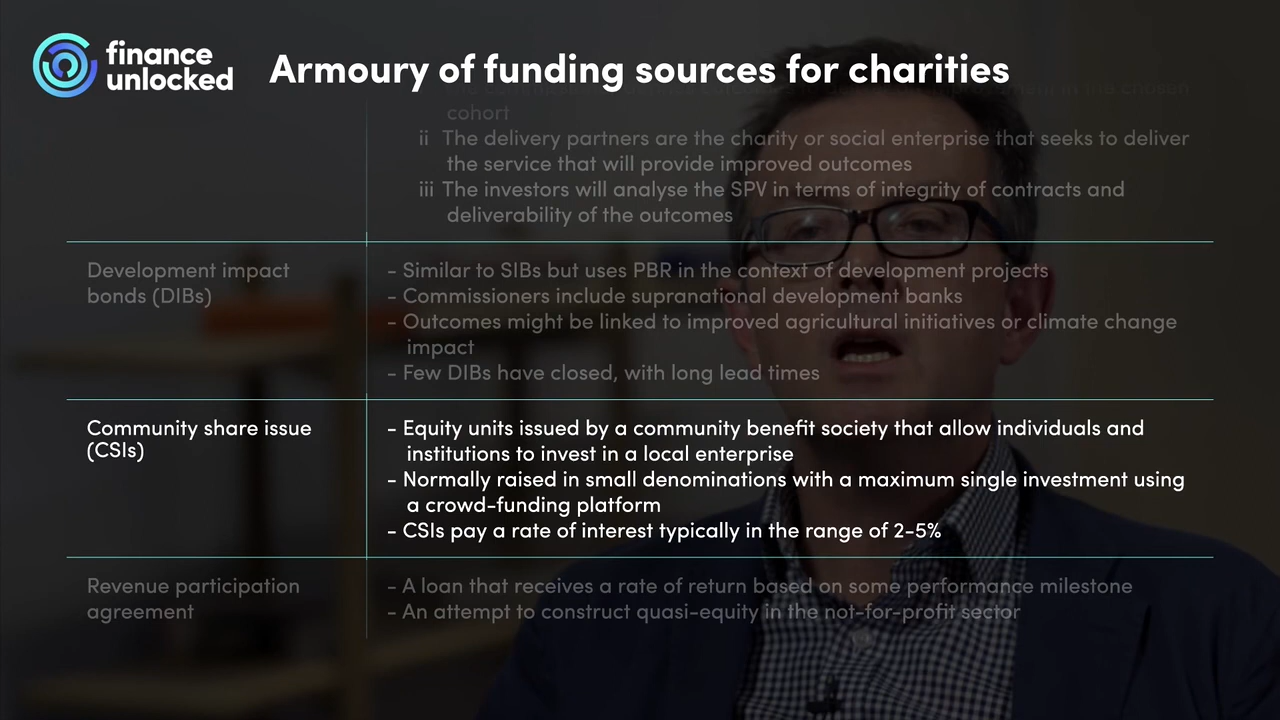 finance
unlocked
Armoury of funding sources for charities
cohort
ii The delivery partners are the charity or social enterprise that seeks to deliver
the service that will provide improved outcomes
iii The investors will analyse the SPV in terms of integrity of contracts and
deliverability of the outcomes
Development impact
bonds (DIBs)
- Similar to SIBs but uses PBR in the context of development projects
- Commissioners include supranational development banks
- Outcomes might be linked to improved agricultural initiatives or climate change
impact
- Few DIBs have closed, with long lead times
Community share issue
(CSIs)
- Equity units issued by a community benefit society that allow individuals and
institutions to invest in a local enterprise
- Normally raised in small denominations with a maximum single investment using
a crowd-funding platform
- CSIs pay a rate of interest typically in the range of 2-5%
Revenue participation
agreement
- A loan that receives a rate of return based on some performance milestone
- An attempt to construct quasi-equity in the not-for-profit sector